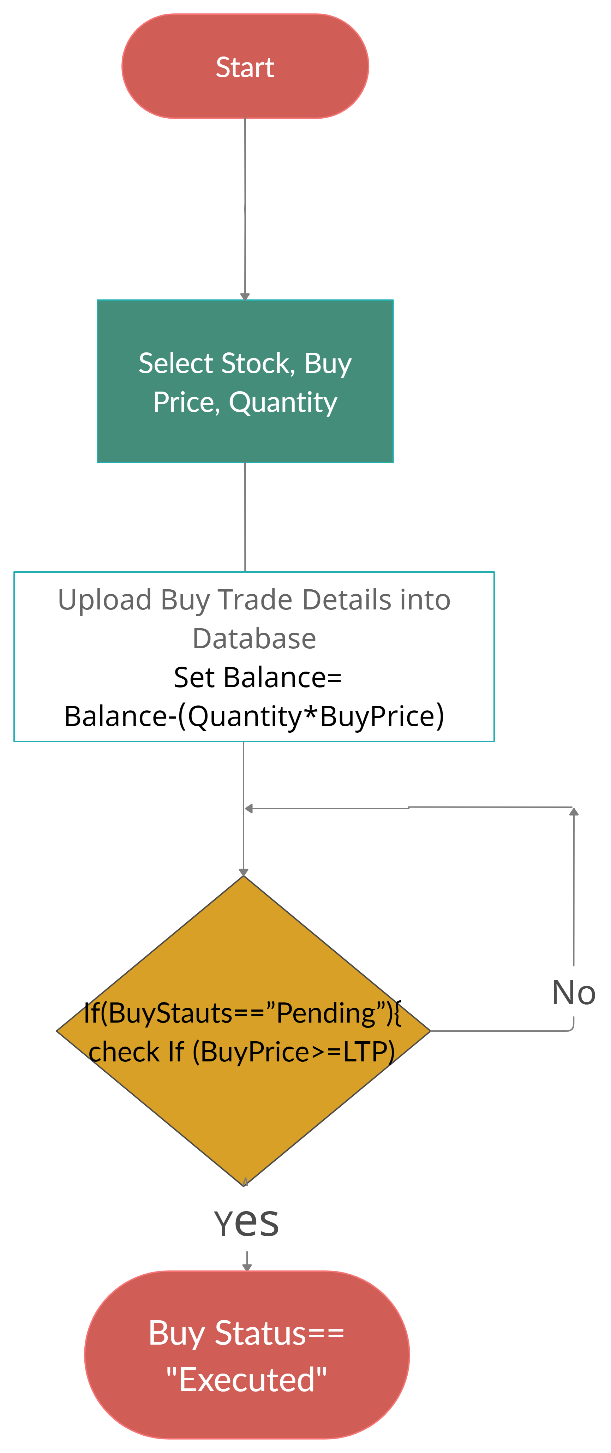 Start
Select Stock, Buy
Price, Quantity
Upload Buy Trade Details into
Database
Set Balance=
Balance-(Quantity*BuyPrice)
If(BuyStauts==”Pending”){
check If (BuyPrice>=LTP)
No
Yes
Buy Status==
"Executed"